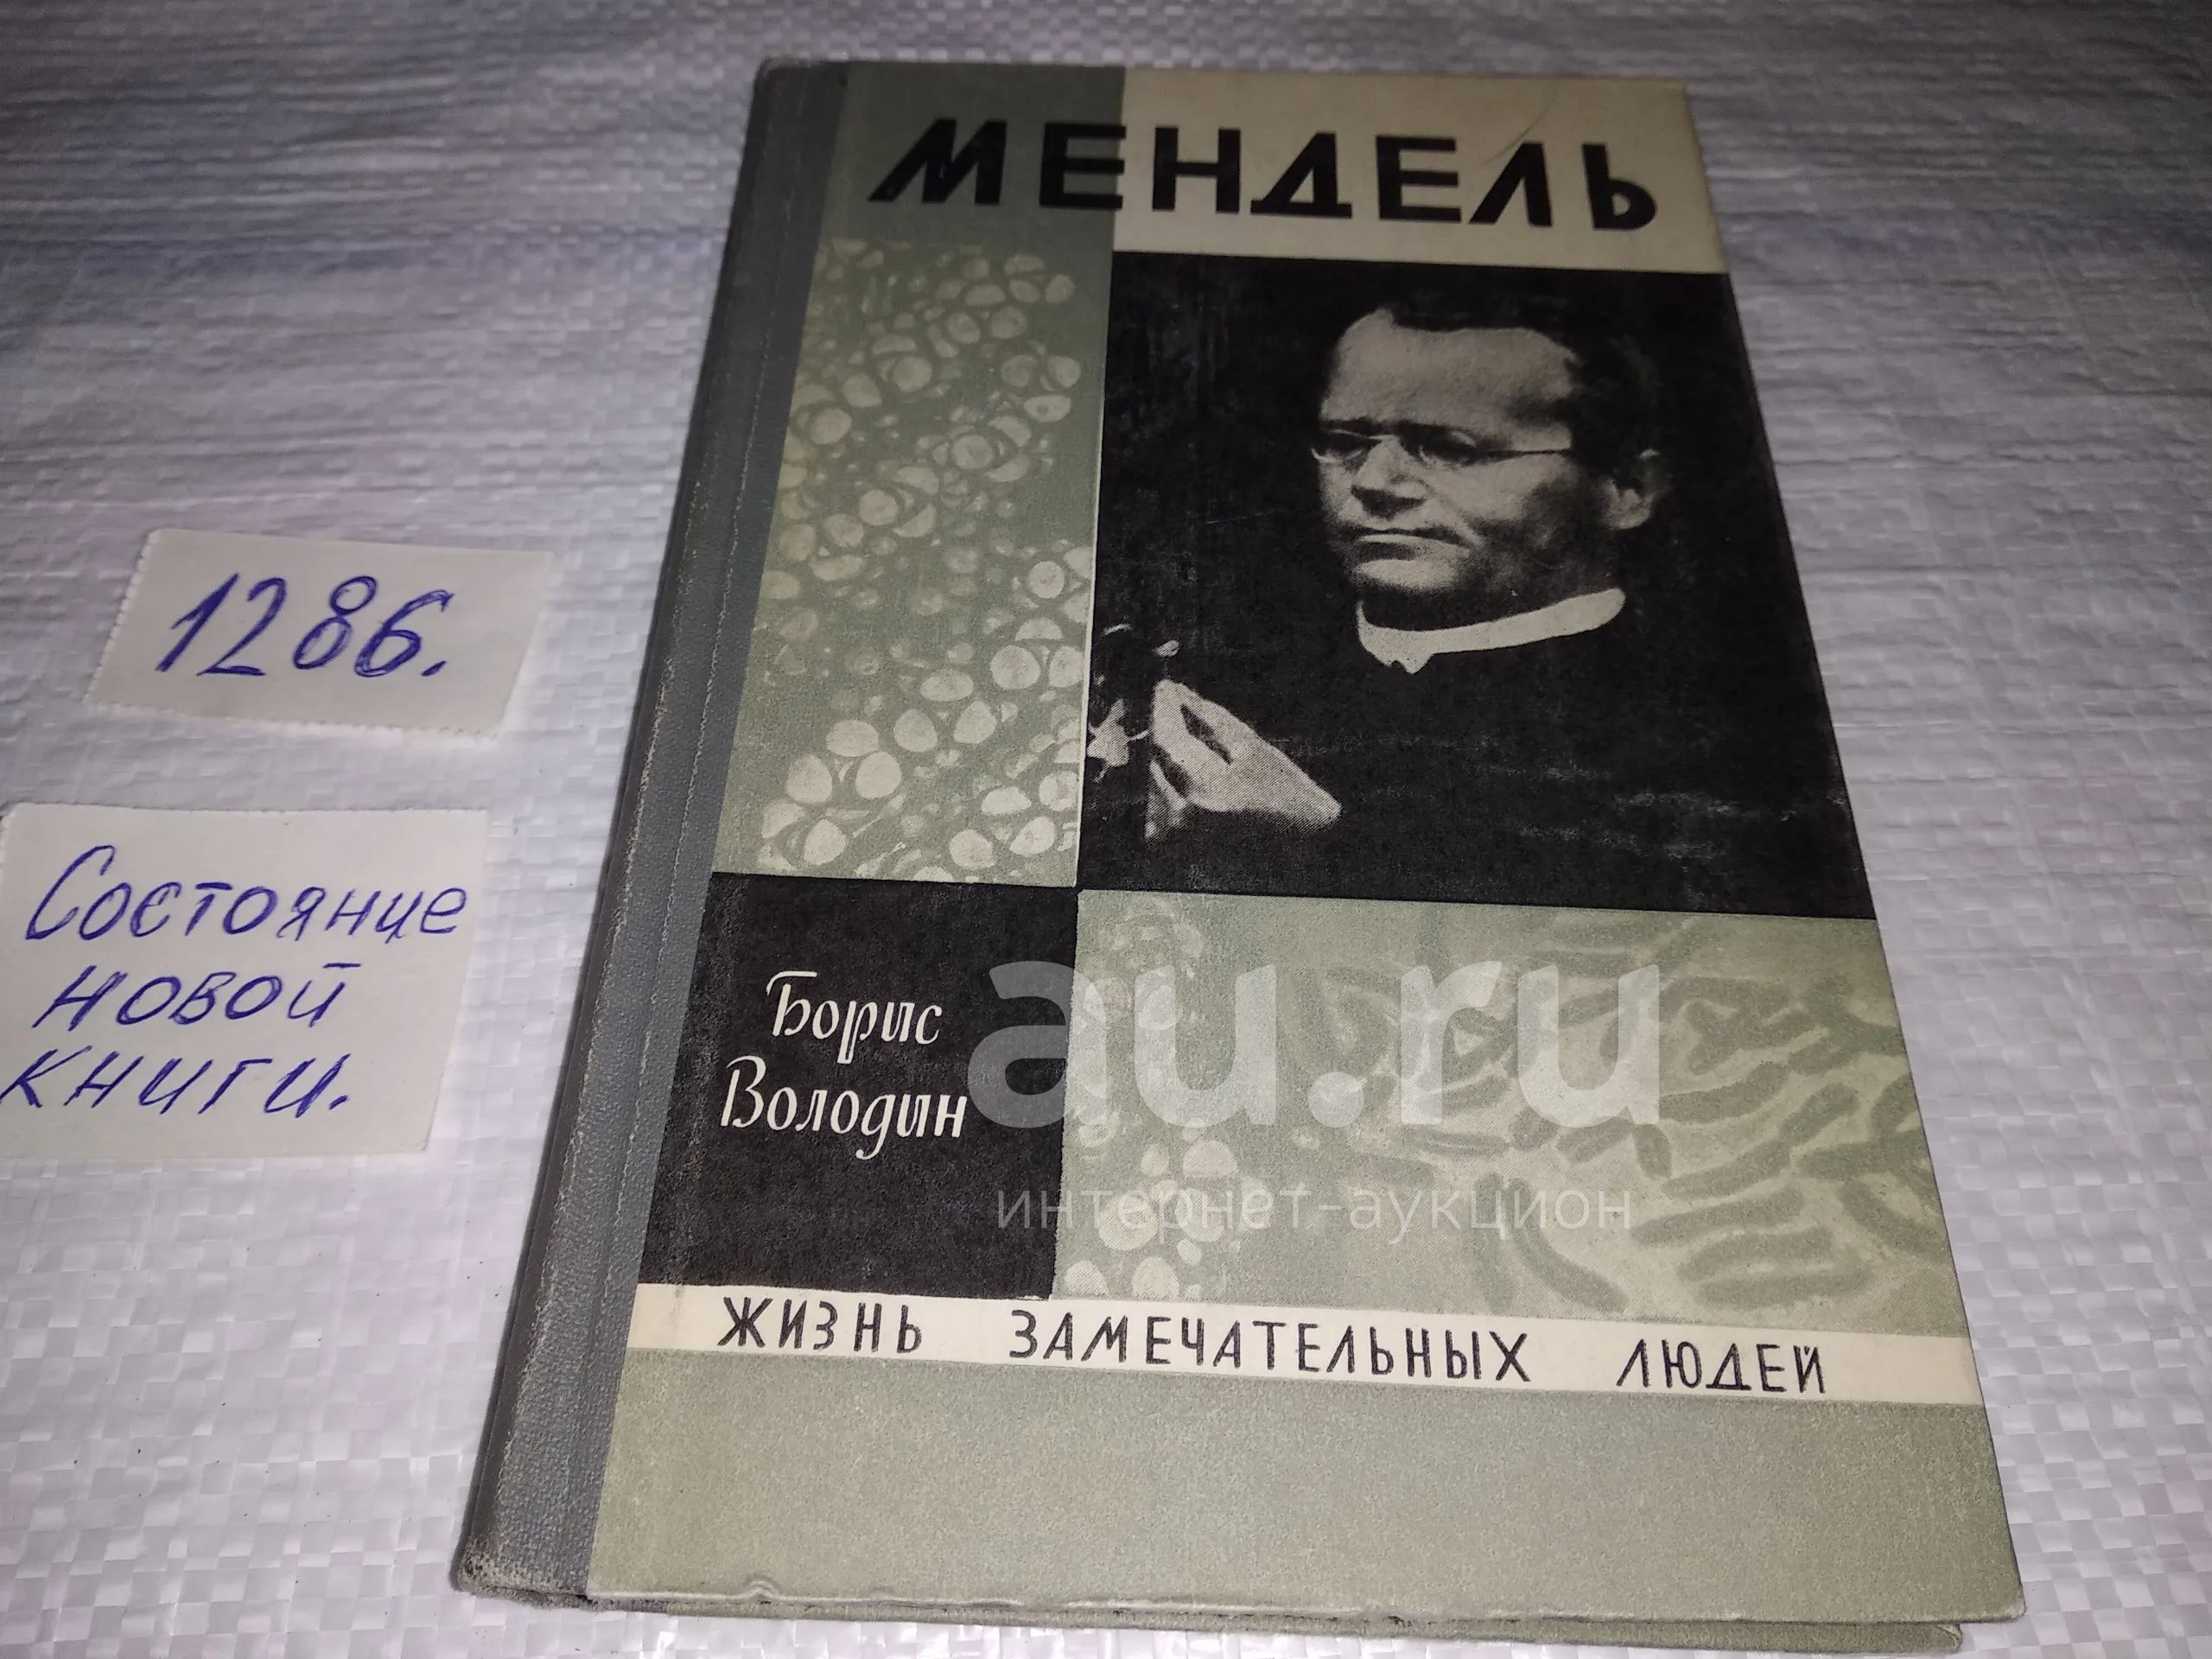 МЕНДЕЛЬ
1286.
Состояние
новой
книги.
Борис
Володин
au.ru
интернет-аукцион
ЖИЗНЬ ЗАМЕЧАТЕЛЬНЫХ ЛЮДЕЙ